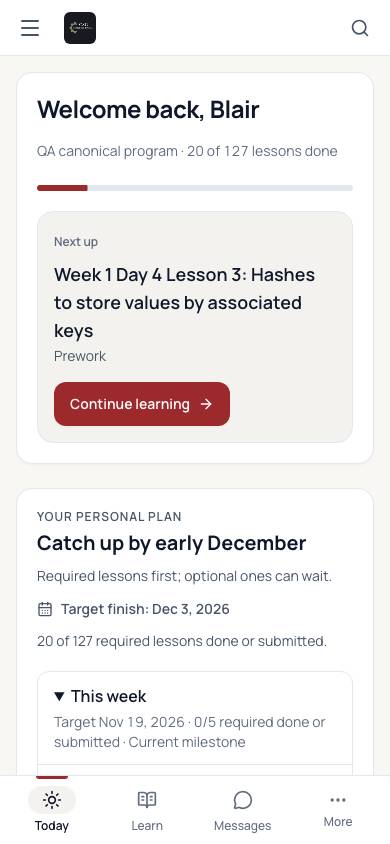 Welcome back, Blair
QA canonical program · 20 of 127 lessons done
Next up
Week 1 Day 4 Lesson 3: Hashes
to store values by associated
keys
Prework
Continue learning
YOUR PERSONAL PLAN
Catch up by early December
Required lessons first; optional ones can wait.
Target finish: Dec 3, 2026
20 of 127 required lessons done or submitted.
This week
Target Nov 19, 2026 · 0/5 required done or
submitted · Current milestone
Today
Learn
Messages
More